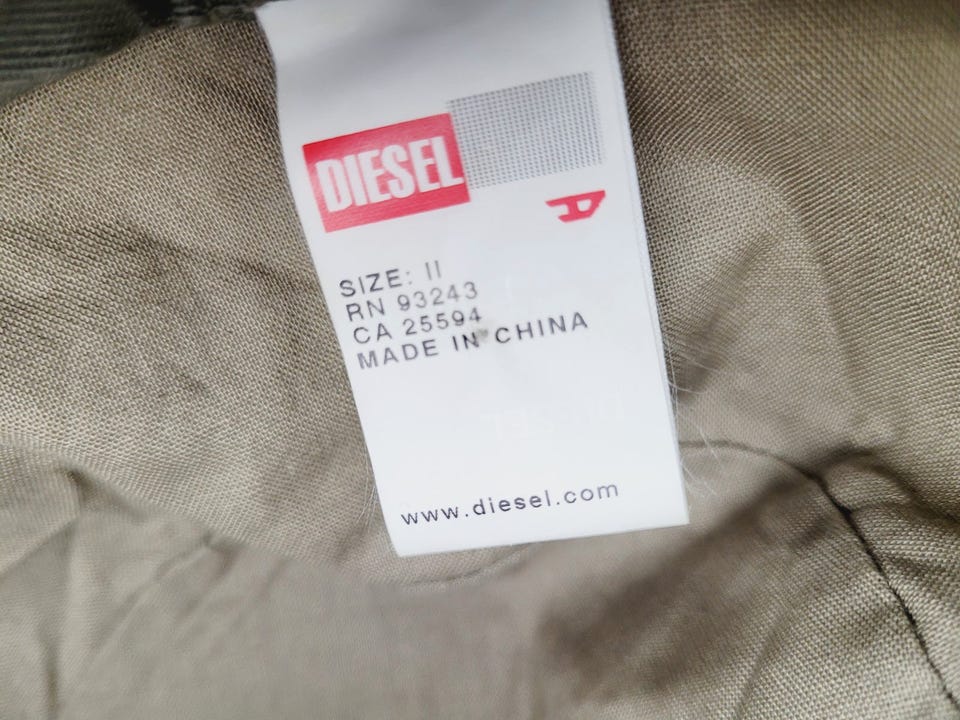 DIESEL
A
SIZE: II
RN 93243
CA 25594
MADE IN CHINA
www.diesel.com